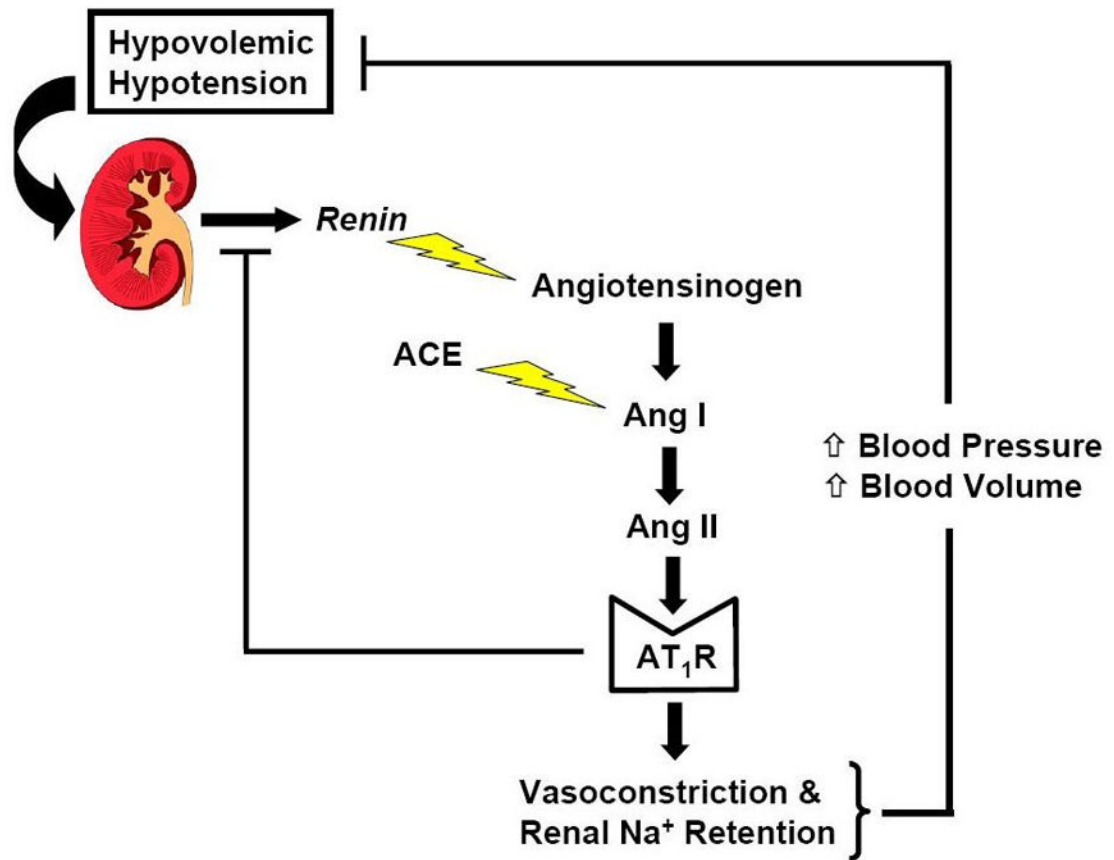 Hypovolemic
Hypotension
Renin
Angiotensinogen
ACE
Ang I
⇧ Blood Pressure
⇧ Blood Volume
Ang II
AT₁R
Vasoconstriction &
Renal Na⁺ Retention